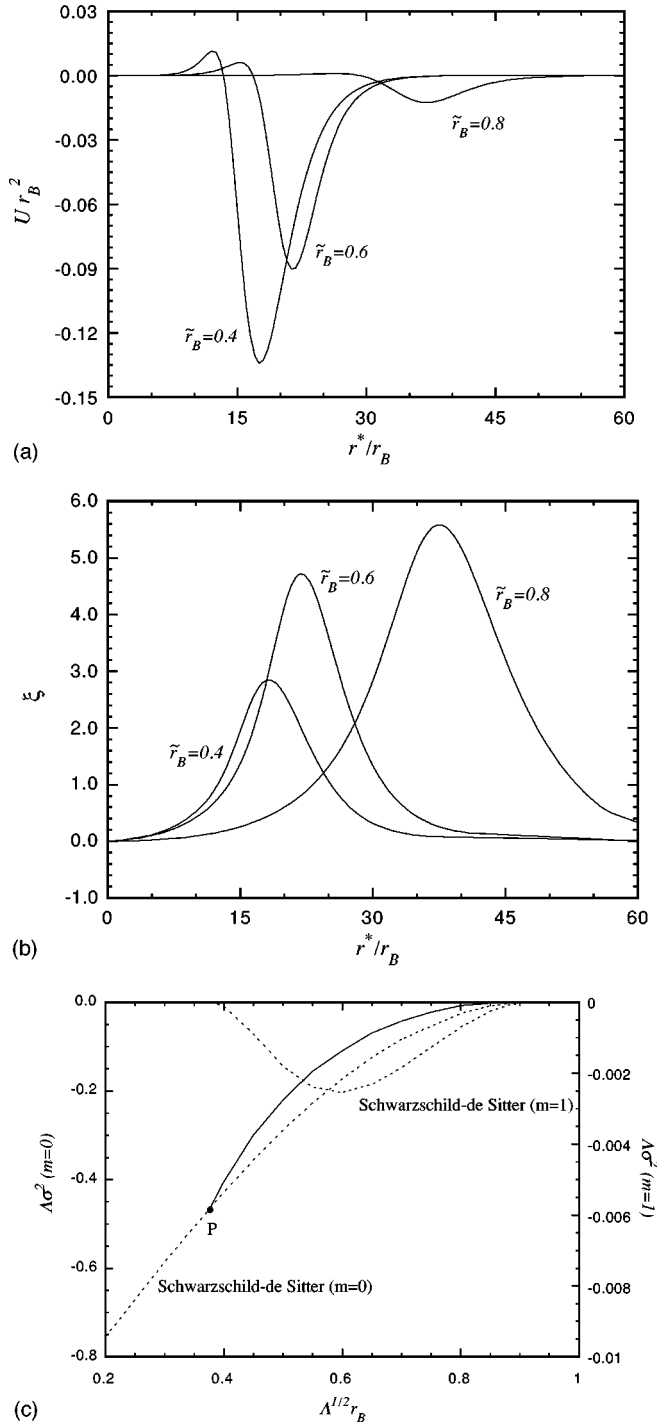 0.03
0.00
-0.03
-0.06
-0.09
-0.12
-0.15
U r_B^2
r̃_B=0.8
r̃_B=0.6
r̃_B=0.4
0 15 30 45 60
r*/r_B
(a)
6.0
5.0
4.0
3.0
2.0
1.0
0.0
-1.0
ξ
r̃_B=0.6
r̃_B=0.8
r̃_B=0.4
0 15 30 45 60
r*/r_B
(b)
0.0
-0.2
-0.4
-0.6
-0.8
Λσ² (m=0)
0
-0.002
-0.004
-0.006
-0.008
-0.01
Λσ² (m=1)
Schwarzschild-de Sitter (m=1)
P
Schwarzschild-de Sitter (m=0)
0.2 0.4 0.6 0.8 1
Λ^{1/2} r_B
(c)